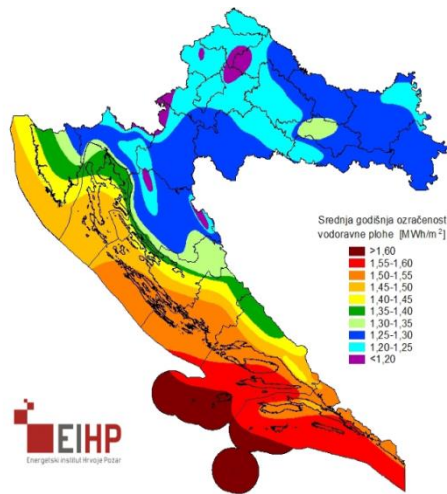 Srednja godišnja ozračenost
vodoravne plohe [MWh/m²]
>1,60
1,55-1,60
1,50-1,55
1,45-1,50
1,40-1,45
1,35-1,40
1,30-1,35
1,25-1,30
1,20-1,25
<1,20
EIHP
Energetski institut Hrvoje Požar